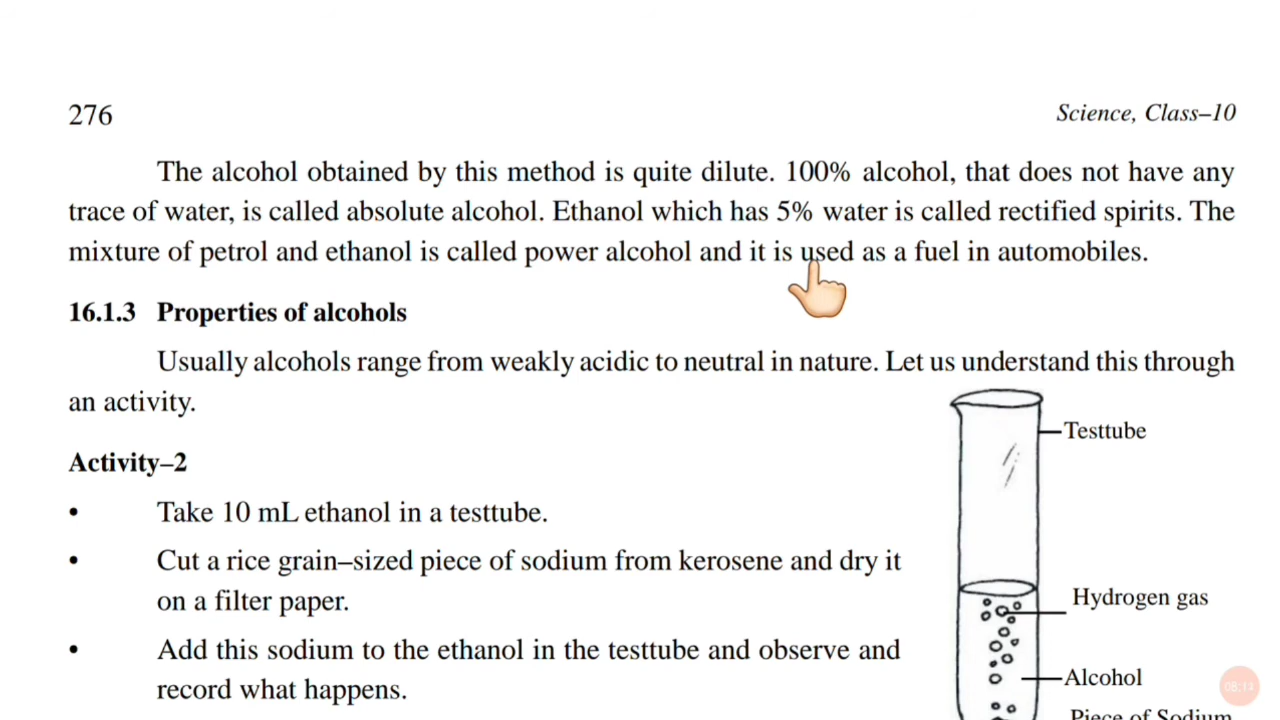 276
Science, Class–10
The alcohol obtained by this method is quite dilute. 100% alcohol, that does not have any
trace of water, is called absolute alcohol. Ethanol which has 5% water is called rectified spirits. The
mixture of petrol and ethanol is called power alcohol and it is used as a fuel in automobiles.
16.1.3 Properties of alcohols
Usually alcohols range from weakly acidic to neutral in nature. Let us understand this through
an activity.
Activity–2
• Take 10 mL ethanol in a testtube.
• Cut a rice grain–sized piece of sodium from kerosene and dry it
on a filter paper.
• Add this sodium to the ethanol in the testtube and observe and
record what happens.
Testtube
Hydrogen gas
Alcohol
Piece of Sodium
08:13